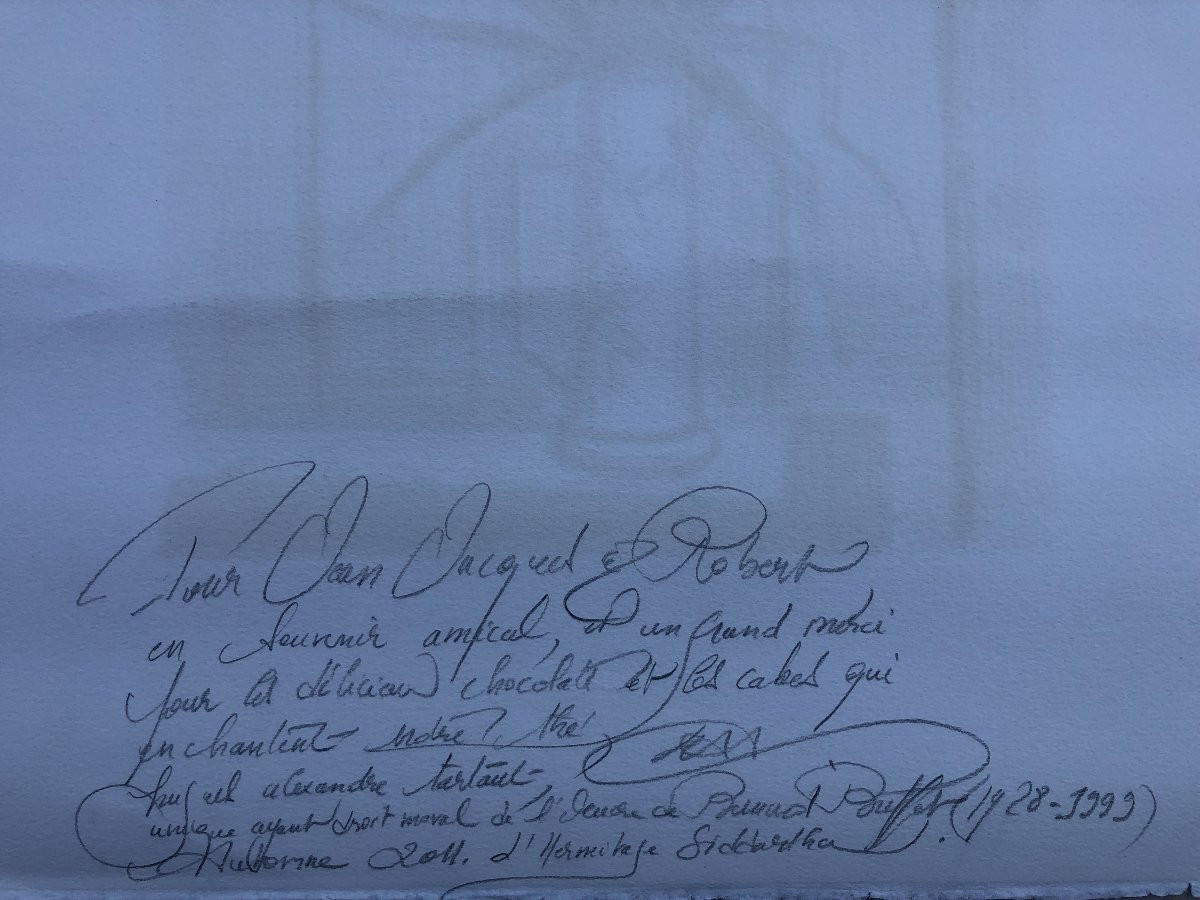 Pour Jean Jacques & Robert
en souvenir amical, et un grand merci
pour les délicieux chocolats et les cakes qui
enchantent notre thé
hugues alexandre tartaut,
unique ayant droit moral de l'Oeuvre de Bernard Buffet (1928-1999)
Automne 2011. d'Hermitage Siddartha.